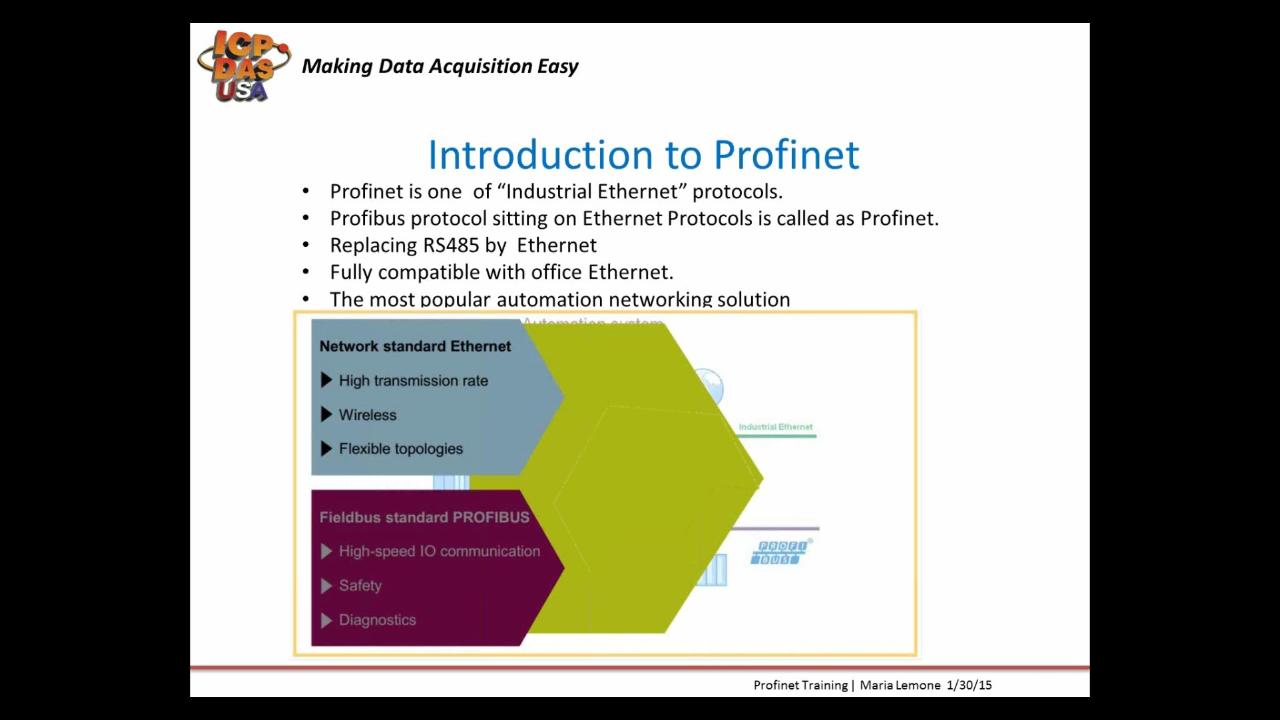 ICP
DAS
USA
Making Data Acquisition Easy
Introduction to Profinet
• Profinet is one of “Industrial Ethernet” protocols.
• Profibus protocol sitting on Ethernet Protocols is called as Profinet.
• Replacing RS485 by Ethernet
• Fully compatible with office Ethernet.
• The most popular automation networking solution
Automation system
Network standard Ethernet
High transmission rate
Wireless
Flexible topologies
Industrial Ethernet
Fieldbus standard PROFIBUS
High-speed IO communication
Safety
Diagnostics
PROFI
BUS®
Profinet Training | Maria Lemone 1/30/15